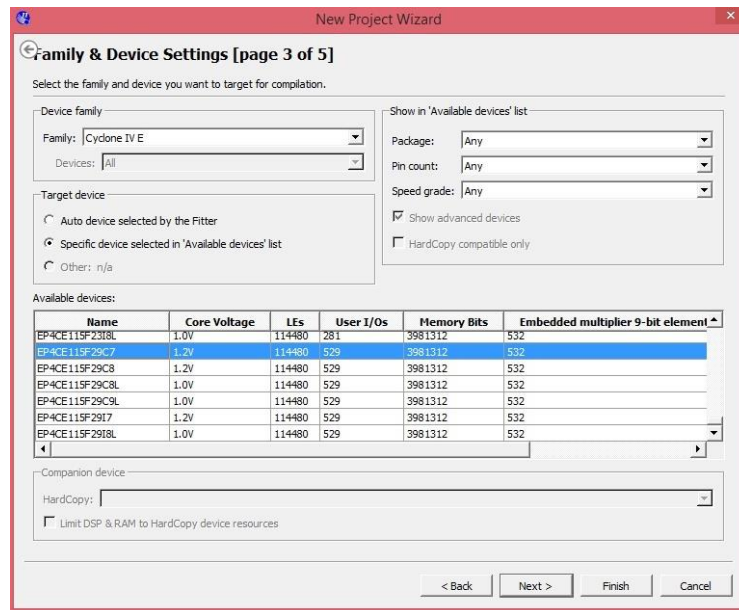 New Project Wizard
Family & Device Settings [page 3 of 5]
Select the family and device you want to target for compilation.
Device family
Family: Cyclone IV E
Devices: All
Show in 'Available devices' list
Package: Any
Pin count: Any
Speed grade: Any
Show advanced devices
HardCopy compatible only
Target device
Auto device selected by the Fitter
Specific device selected in 'Available devices' list
Other: n/a
Available devices:
Name Core Voltage LEs User I/Os Memory Bits Embedded multiplier 9-bit element
EP4CE115F23I8L 1.0V 114480 281 3981312 532
EP4CE115F29C7 1.2V 114480 529 3981312 532
EP4CE115F29C8 1.2V 114480 529 3981312 532
EP4CE115F29C8L 1.0V 114480 529 3981312 532
EP4CE115F29C9L 1.0V 114480 529 3981312 532
EP4CE115F29I7 1.2V 114480 529 3981312 532
EP4CE115F29I8L 1.0V 114480 529 3981312 532
Companion device
HardCopy:
Limit DSP & RAM to HardCopy device resources
< Back Next > Finish Cancel